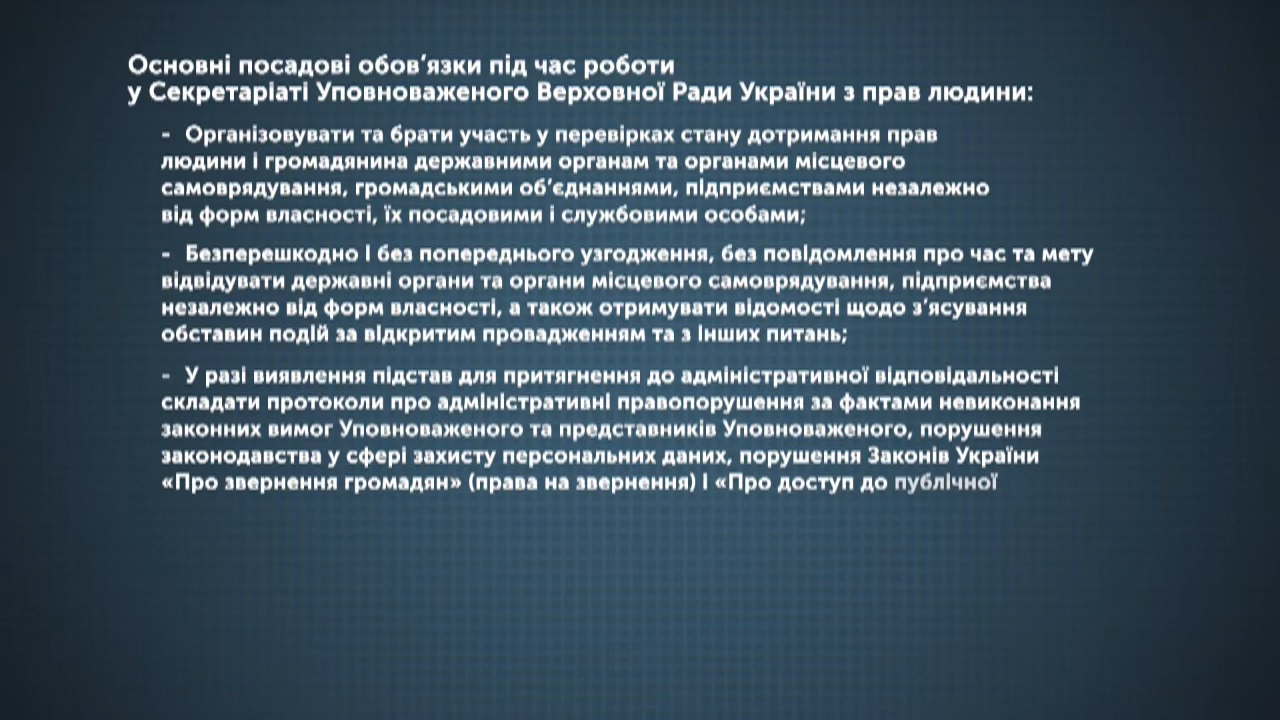 Основні посадові обов’язки під час роботи
у Секретаріаті Уповноваженого Верховної Ради України з прав людини:
- Організовувати та брати участь у перевірках стану дотримання прав
людини і громадянина державними органам та органами місцевого
самоврядування, громадськими об’єднаннями, підприємствами незалежно
від форм власності, їх посадовими і службовими особами;
- Безперешкодно і без попереднього узгодження, без повідомлення про час та мету
відвідувати державні органи та органи місцевого самоврядування, підприємства
незалежно від форм власності, а також отримувати відомості щодо з’ясування
обставин подій за відкритим провадженням та з інших питань;
- У разі виявлення підстав для притягнення до адміністративної відповідальності
складати протоколи про адміністративні правопорушення за фактами невиконання
законних вимог Уповноваженого та представників Уповноваженого, порушення
законодавства у сфері захисту персональних даних, порушення Законів України
«Про звернення громадян» (права на звернення) і «Про доступ до публічної